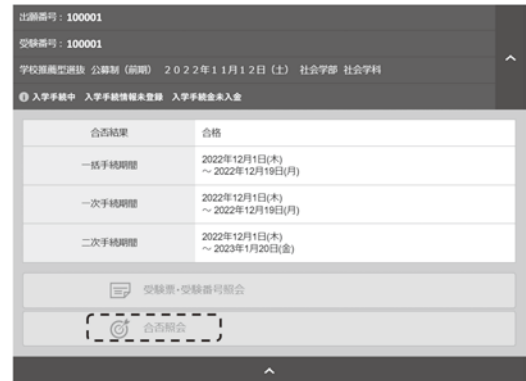 出願番号：100001
受験番号：100001
学校推薦型選抜 公募制（前期） 2022年11月12日（土） 社会学部 社会学科
入学手続中 入学手続情報未登録 入学手続金未入金
合否結果 合格
一括手続期間 2022年12月1日(木)
～ 2022年12月19日(月)
一次手続期間 2022年12月1日(木)
～ 2022年12月19日(月)
二次手続期間 2022年12月1日(木)
～ 2023年1月20日(金)
受験票・受験番号照会
合否照会